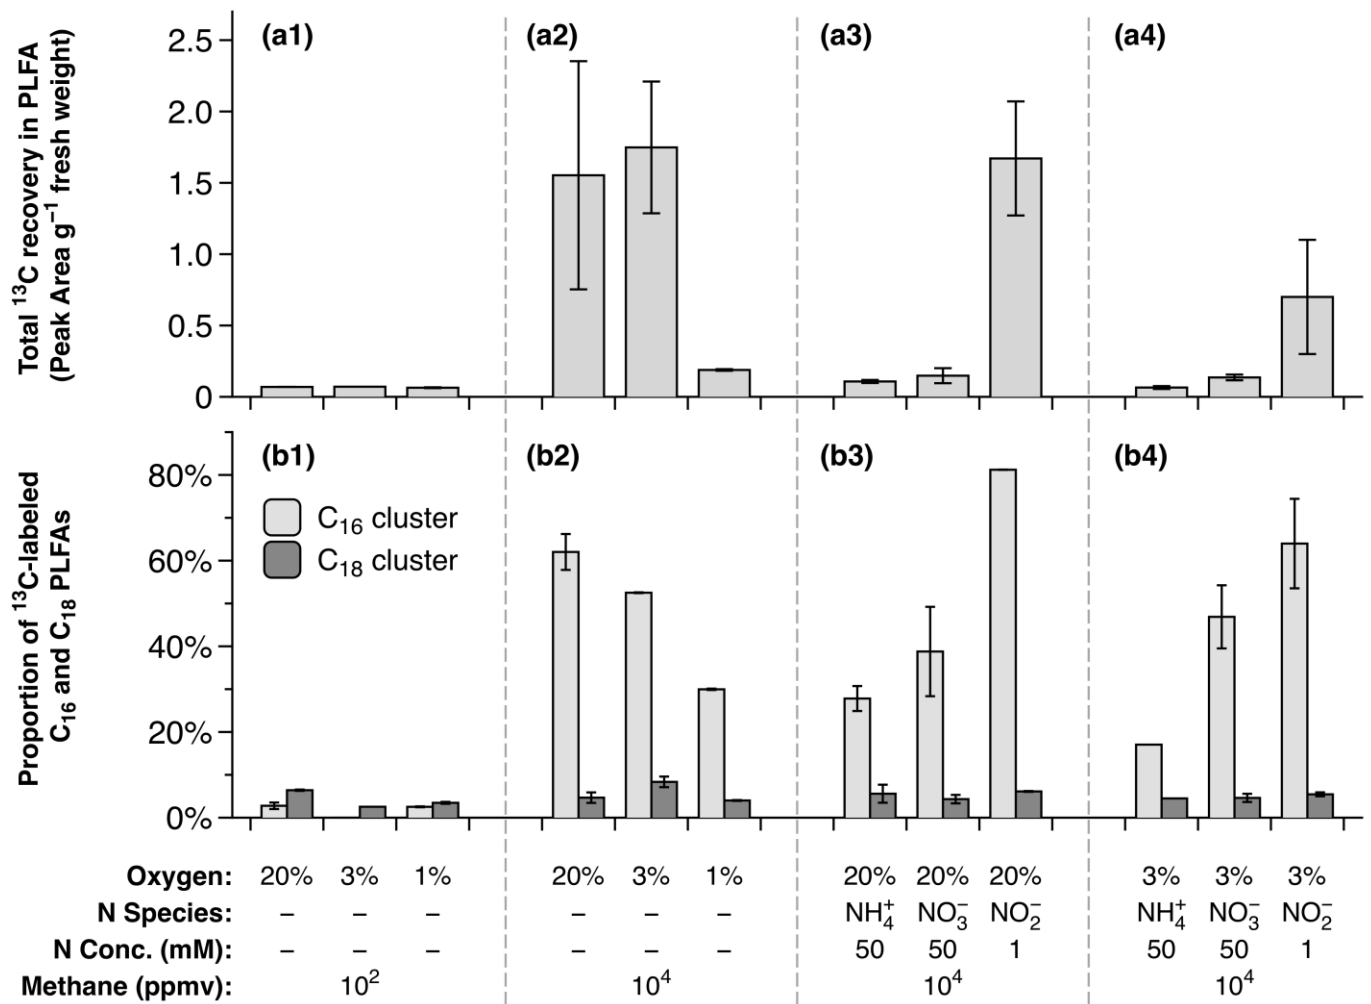 Total ¹³C recovery in PLFA
(Peak Area g⁻¹ fresh weight)
2.5
2.0
1.5
1.0
0.5
0
(a1)
(a2)
(a3)
(a4)
Proportion of ¹³C-labeled
C₁₆ and C₁₈ PLFAs
80%
60%
40%
20%
0%
(b1)
(b2)
(b3)
(b4)
C₁₆ cluster
C₁₈ cluster
Oxygen: 20% 3% 1% 20% 3% 1% 20% 20% 20% 3% 3% 3%
N Species: – – – – – – NH₄⁺ NO₃⁻ NO₂⁻ NH₄⁺ NO₃⁻ NO₂⁻
N Conc. (mM): – – – – – – 50 50 1 50 50 1
Methane (ppmv): 10² 10⁴ 10⁴ 10⁴